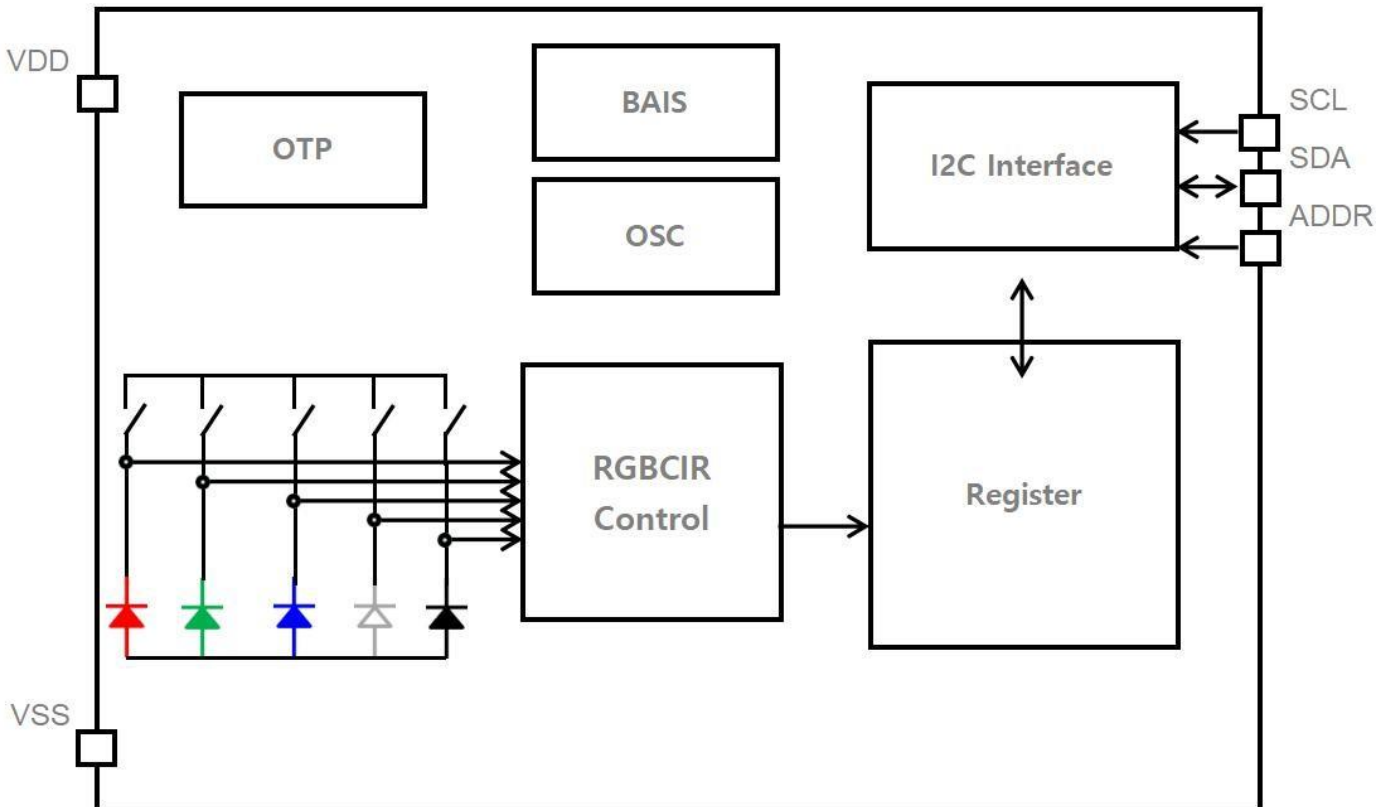 VDD
OTP
BAIS
OSC
I2C Interface
SCL
SDA
ADDR
RGBCIR
Control
Register
VSS